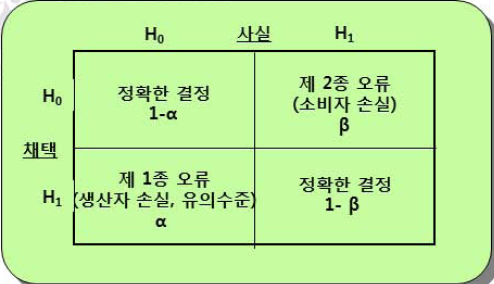 H₀ 사실 H₁
H₀
정확한 결정
1-α
제 2종 오류
(소비자 손실)
β
채택
H₁
제 1종 오류
(생산자 손실, 유의수준)
α
정확한 결정
1- β